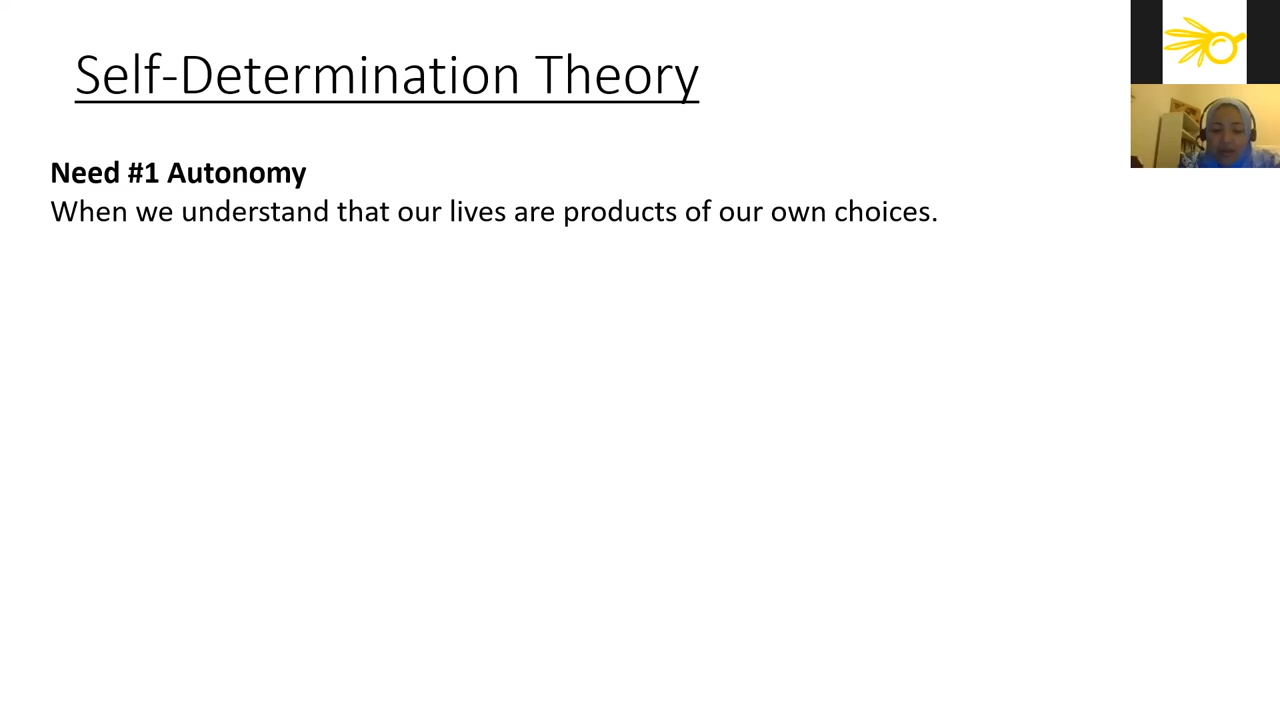 Self-Determination Theory
Need #1 Autonomy
When we understand that our lives are products of our own choices.